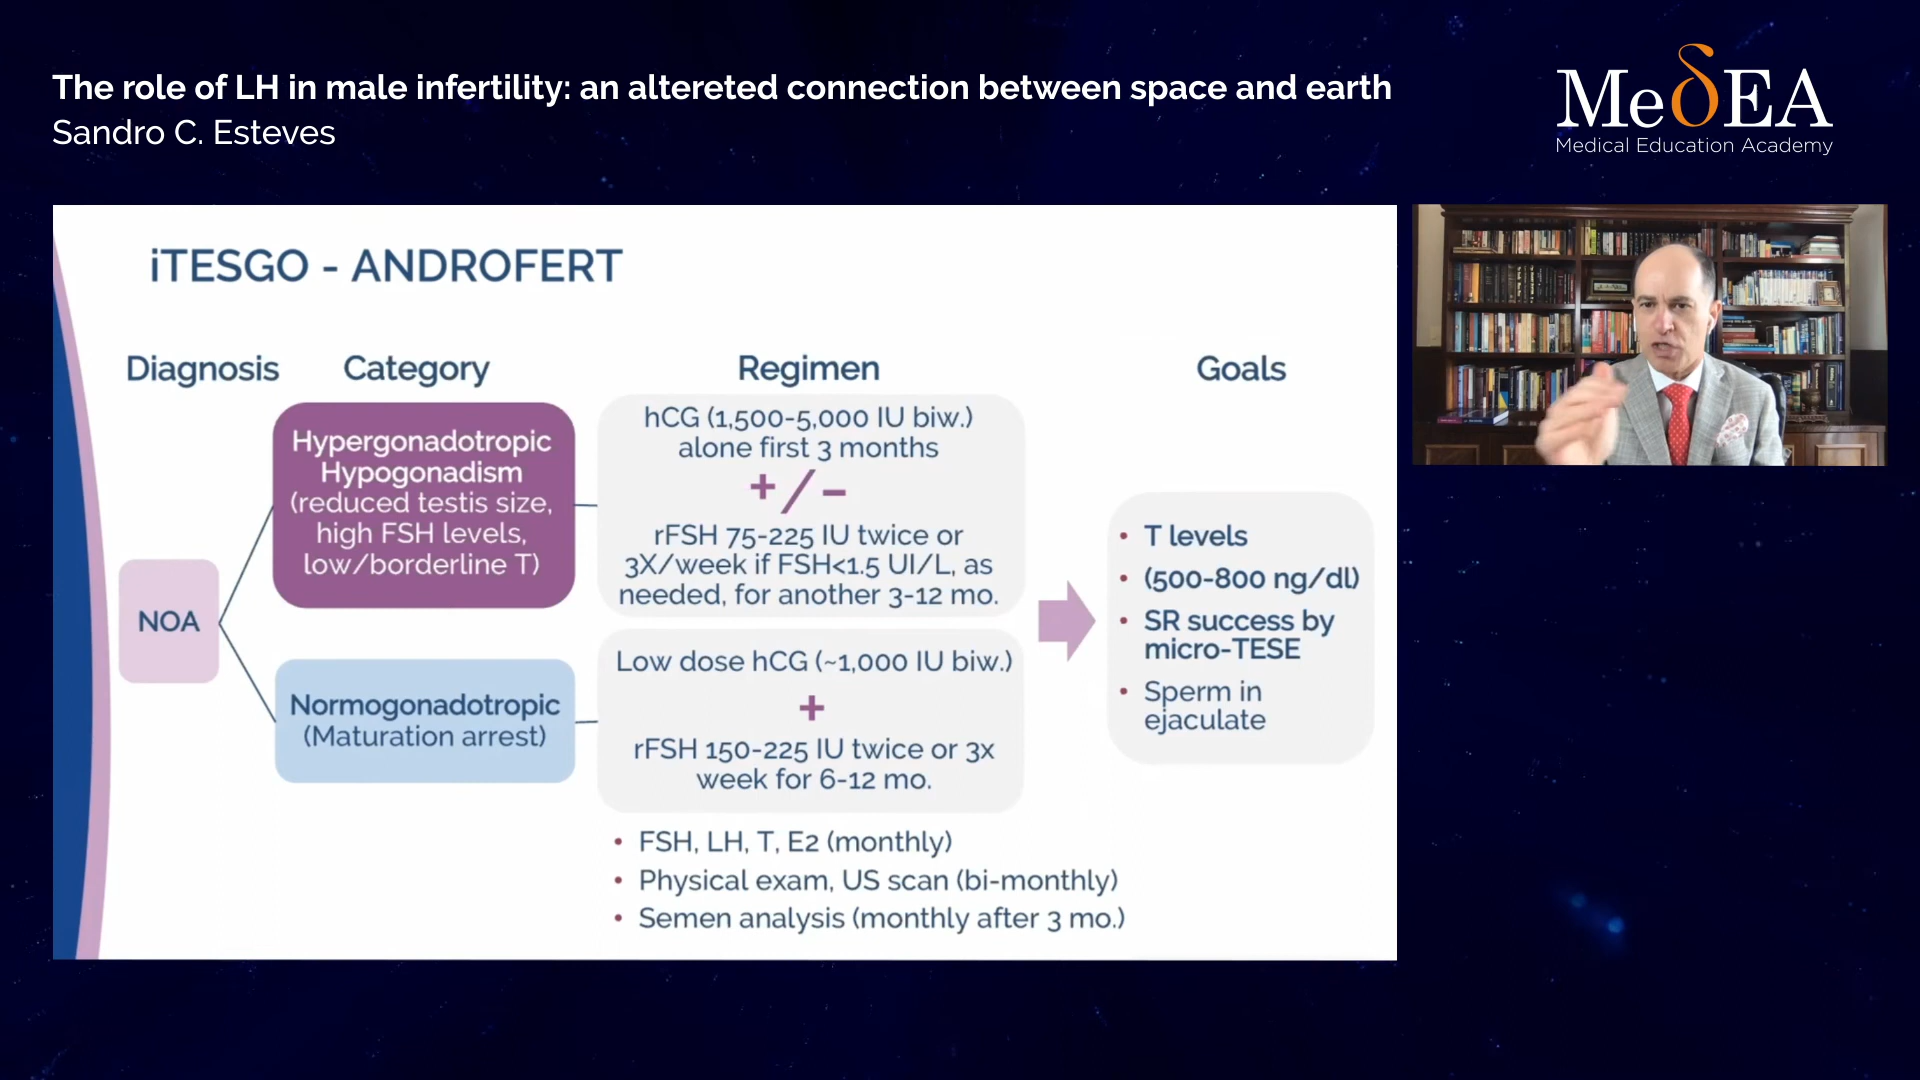 The role of LH in male infertility: an altereted connection between space and earth
Sandro C. Esteves
MeδEA
Medical Education Academy
iTESGO - ANDROFERT
Diagnosis
Category
Regimen
Goals
NOA
Hypergonadotropic
Hypogonadism
(reduced testis size,
high FSH levels,
low/borderline T)
hCG (1,500-5,000 IU biw.)
alone first 3 months
+/-
rFSH 75-225 IU twice or
3X/week if FSH<1.5 UI/L, as
needed, for another 3-12 mo.
Normogonadotropic
(Maturation arrest)
Low dose hCG (~1,000 IU biw.)
+
rFSH 150-225 IU twice or 3x
week for 6-12 mo.
• T levels
• (500-800 ng/dl)
• SR success by
micro-TESE
• Sperm in
ejaculate
• FSH, LH, T, E2 (monthly)
• Physical exam, US scan (bi-monthly)
• Semen analysis (monthly after 3 mo.)